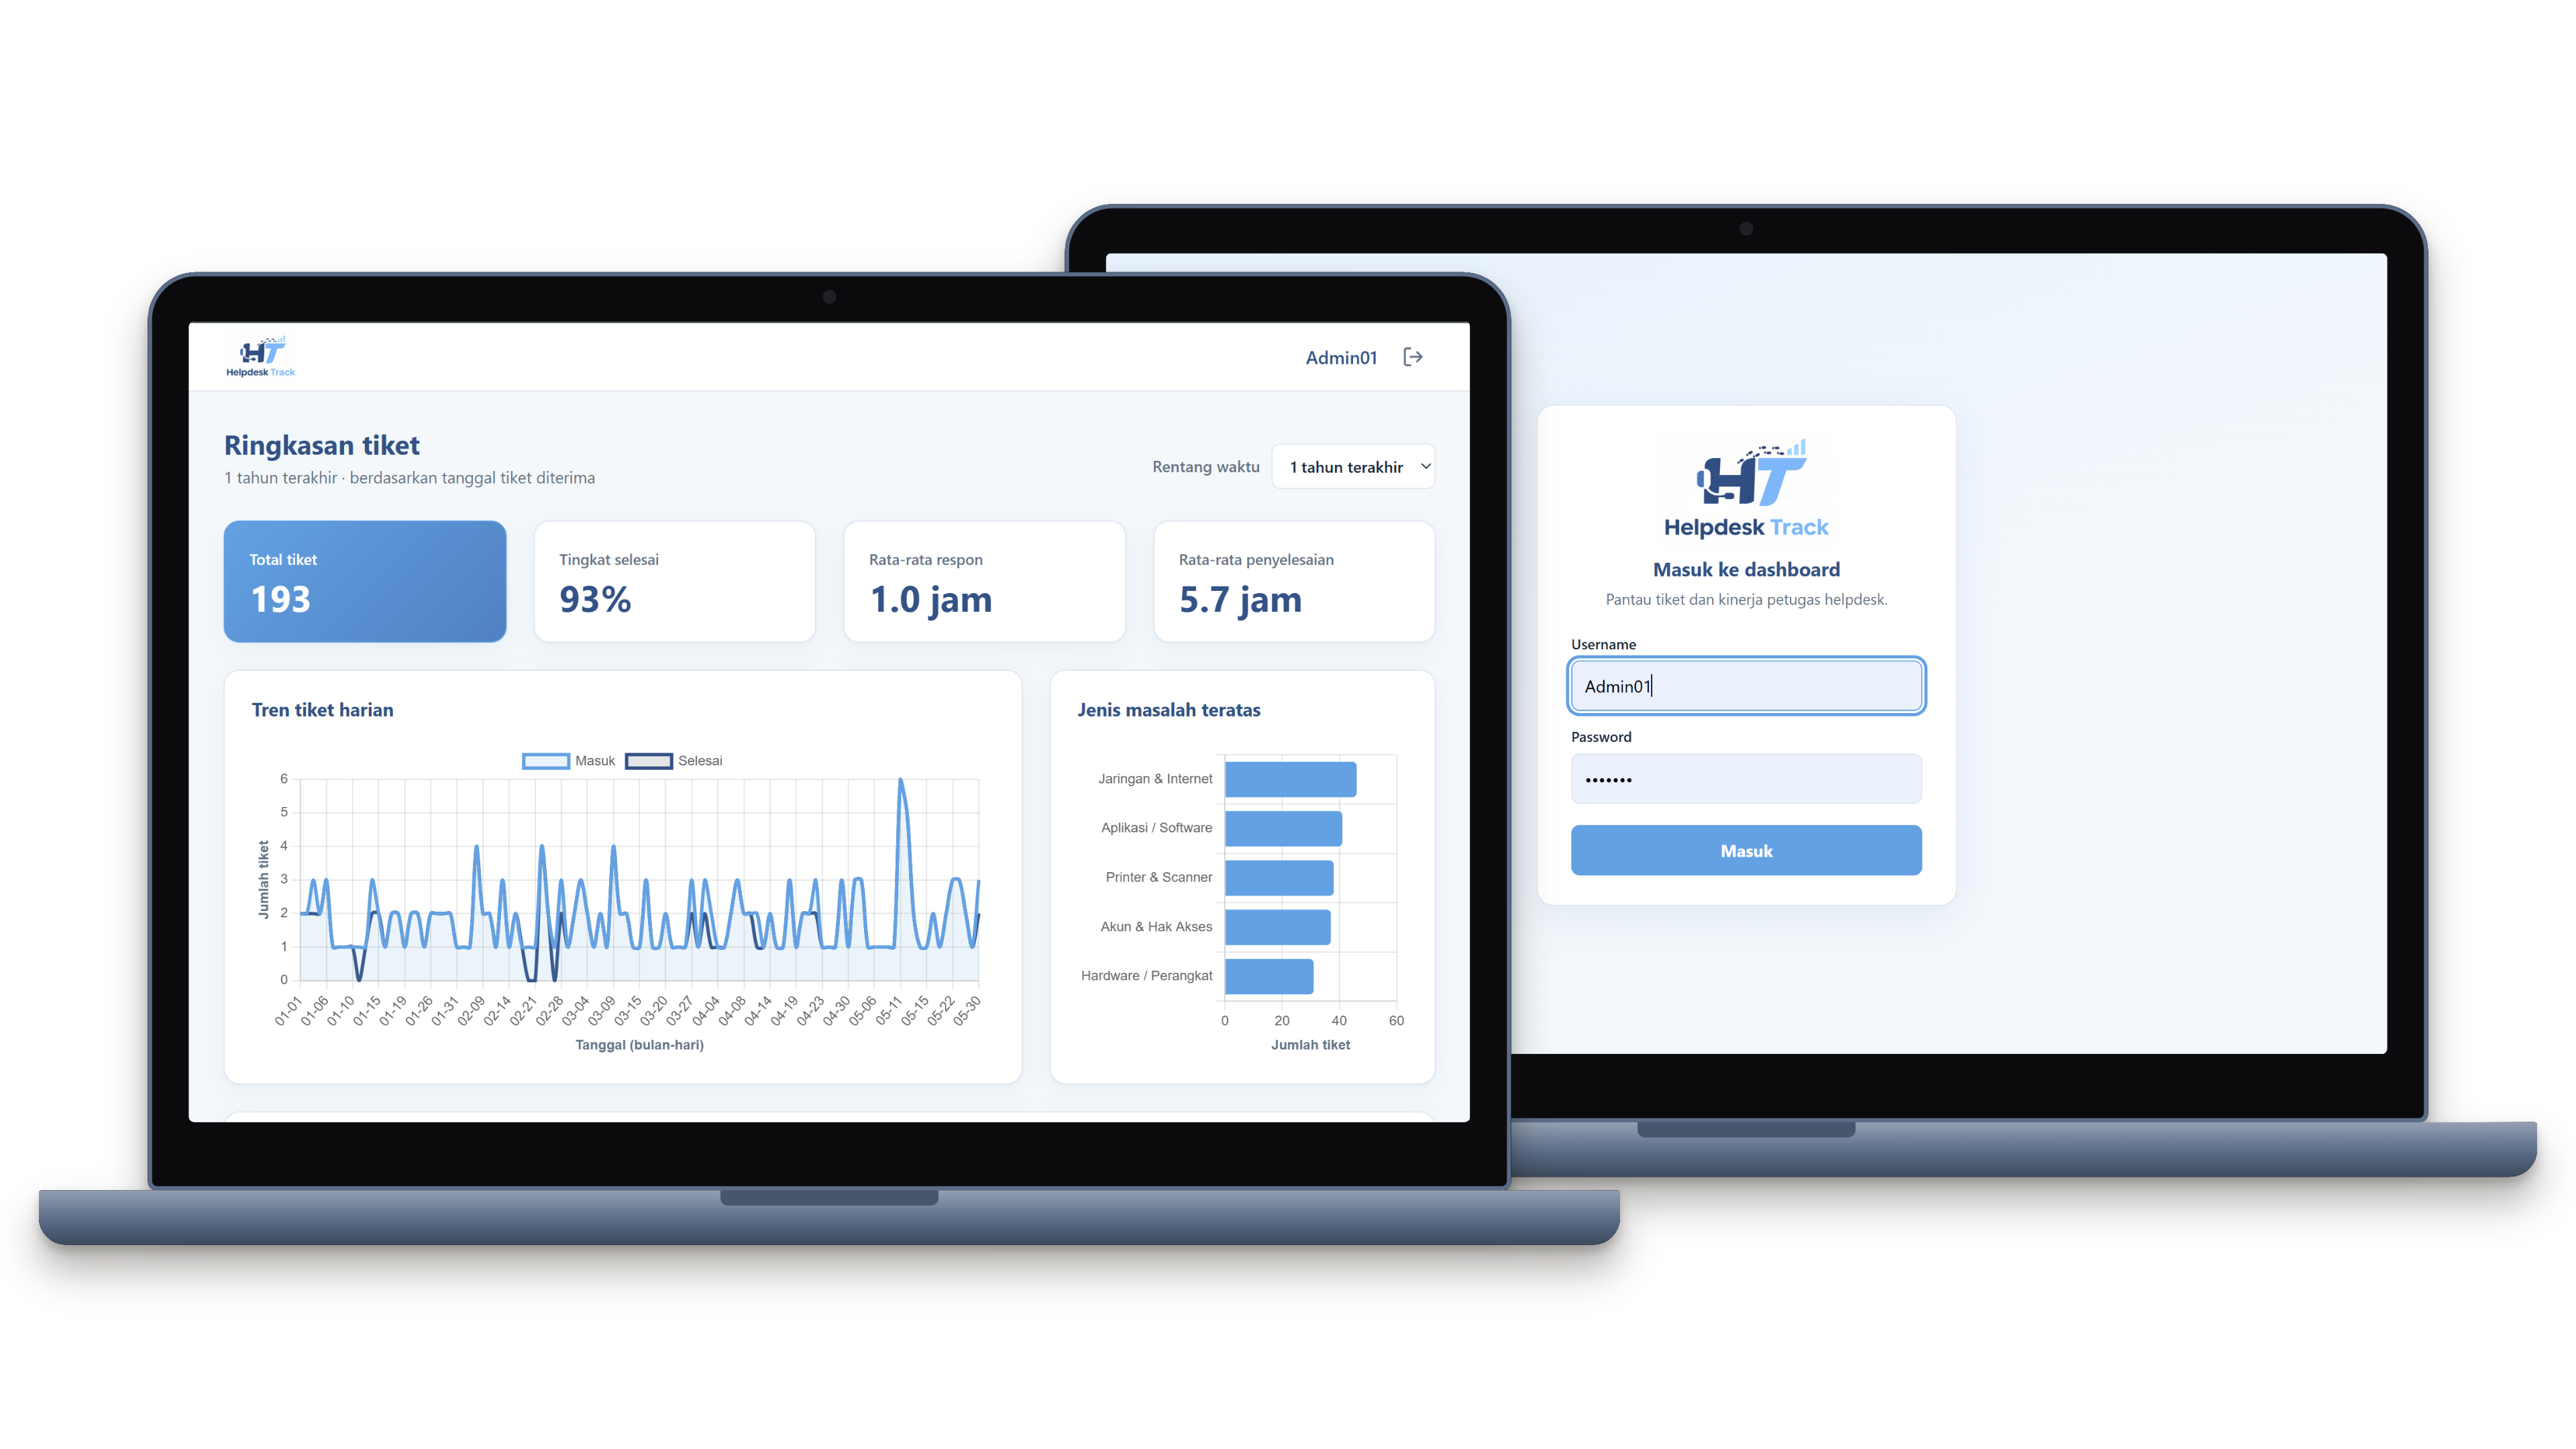 HT
Helpdesk Track
Admin01
Ringkasan tiket
1 tahun terakhir · berdasarkan tanggal tiket diterima
Rentang waktu
1 tahun terakhir
Total tiket
193
Tingkat selesai
93%
Rata-rata respon
1.0 jam
Rata-rata penyelesaian
5.7 jam
Tren tiket harian
Masuk
Selesai
Jumlah tiket
6
5
4
3
2
1
0
01-01
01-06
01-10
01-15
01-19
01-26
01-31
02-09
02-14
02-21
02-28
03-04
03-09
03-15
03-20
03-27
04-04
04-08
04-14
04-19
04-23
04-30
05-06
05-11
05-15
05-22
05-30
Tanggal (bulan-hari)
Jenis masalah teratas
Jaringan & Internet
Aplikasi / Software
Printer & Scanner
Akun & Hak Akses
Hardware / Perangkat
0
20
40
60
Jumlah tiket
HT
Helpdesk Track
Masuk ke dashboard
Pantau tiket dan kinerja petugas helpdesk.
Username
Admin01
Password
•••••••
Masuk